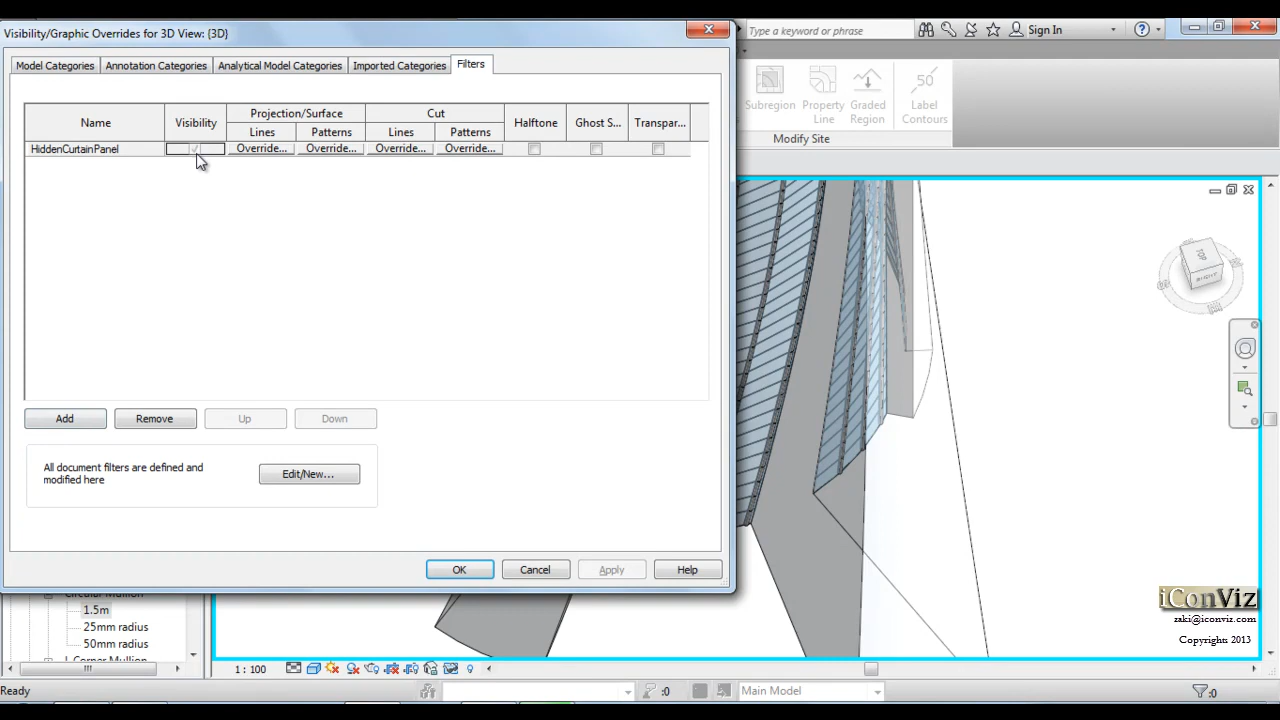 Visibility/Graphic Overrides for 3D View: {3D}
Type a keyword or phrase
Sign In
Model Categories
Annotation Categories
Analytical Model Categories
Imported Categories
Filters
Name
Visibility
Projection/Surface
Cut
Halftone
Ghost S...
Transpar...
Lines
Patterns
Lines
Patterns
HiddenCurtainPanel
Override...
Override...
Override...
Override...
Subregion
Property
Line
Graded
Region
50
Label
Contours
Modify Site
TOP
Add
Remove
Up
Down
All document filters are defined and
modified here
Edit/New...
OK
Cancel
Apply
Help
Circular Mullion
1.5m
25mm radius
50mm radius
L Corner Mullion
1 : 100
iConViz
zaki@iconviz.com
Copyrights 2013
Ready
:0
Main Model
:0